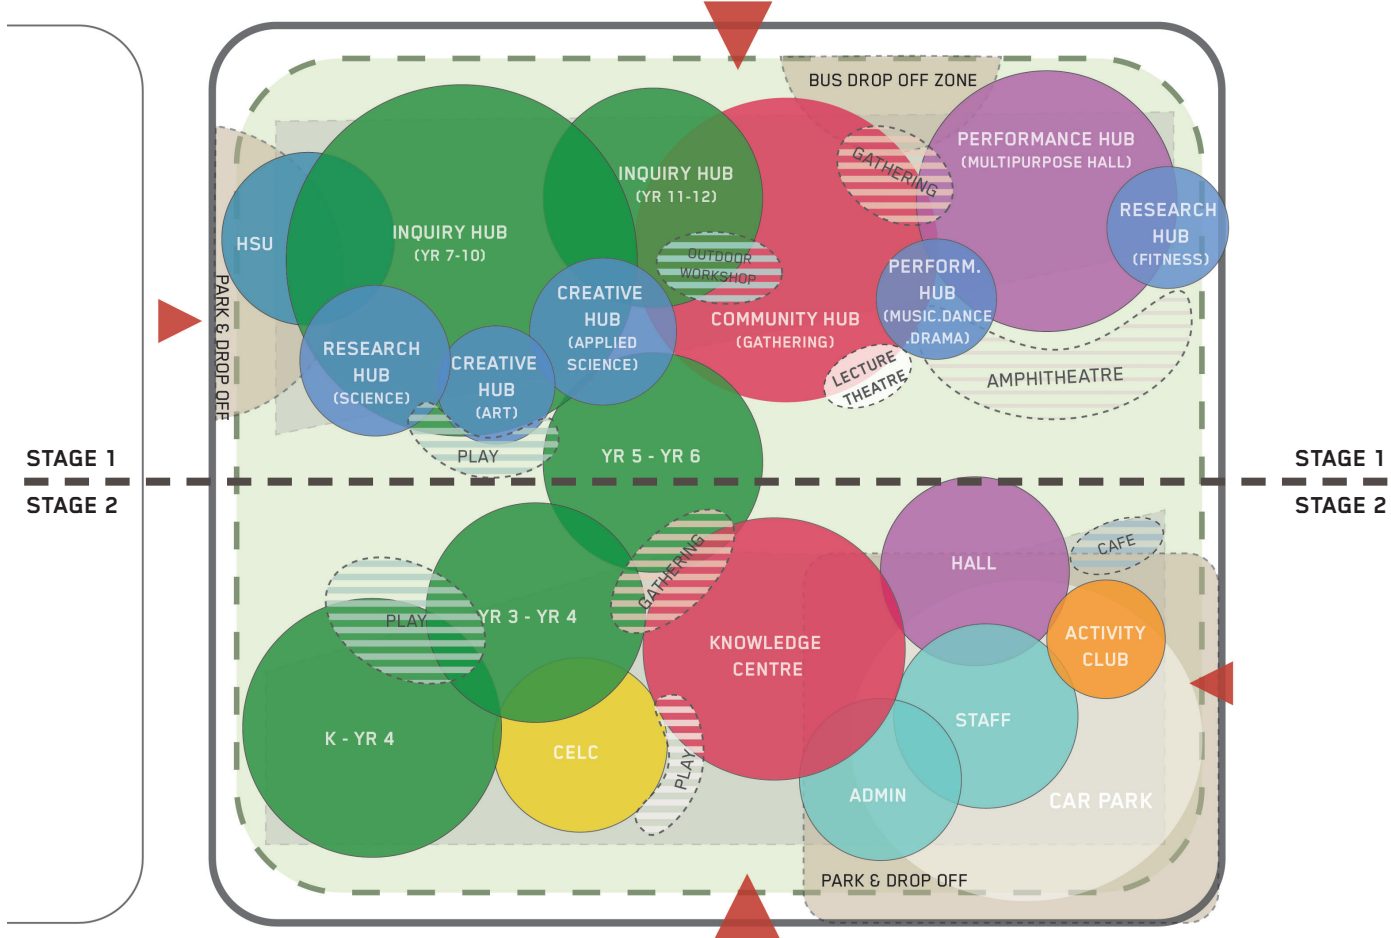 BUS DROP OFF ZONE
PERFORMANCE HUB
(MULTIPURPOSE HALL)
GATHERING
INQUIRY HUB
(YR 11-12)
RESEARCH
HUB
(FITNESS)
INQUIRY HUB
(YR 7-10)
HSU
OUTDOOR
WORKSHOP
PERFORM.
HUB
(MUSIC.DANCE
.DRAMA)
CREATIVE
HUB
(APPLIED
SCIENCE)
COMMUNITY HUB
(GATHERING)
PARK & DROP OFF
RESEARCH
HUB
(SCIENCE)
CREATIVE
HUB
(ART)
LECTURE
THEATRE
AMPHITHEATRE
PLAY
YR 5 - YR 6
STAGE 1
STAGE 1
STAGE 2
STAGE 2
CAFE
HALL
GATHERING
PLAY
YR 3 - YR 4
ACTIVITY
CLUB
KNOWLEDGE
CENTRE
STAFF
K - YR 4
CELC
PLAY
ADMIN
CAR PARK
PARK & DROP OFF